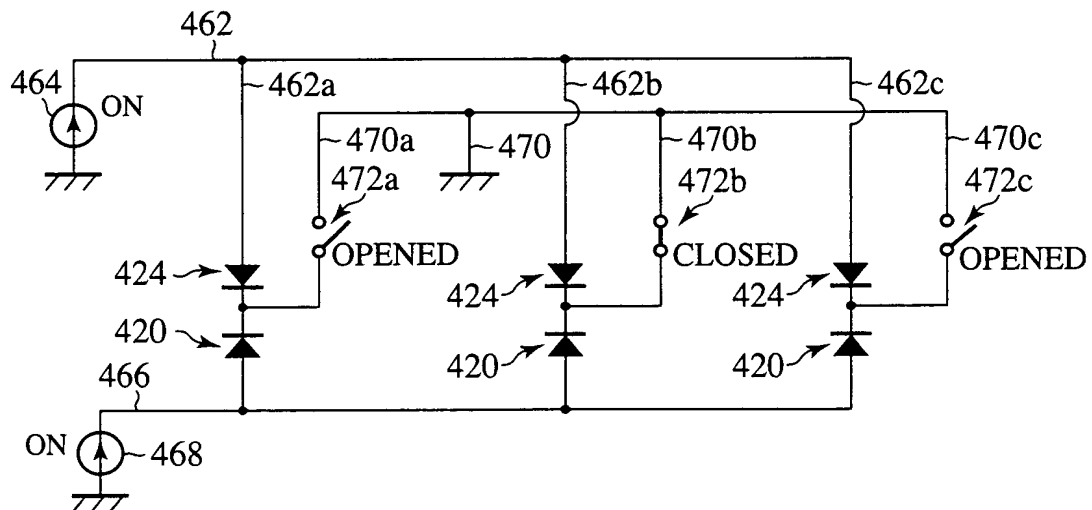 462
464 ON 462a 462b 462c
470a 470 470b 470c
472a 472b 472c
OPENED CLOSED OPENED
424 424 424
420 420 420
466
ON 468